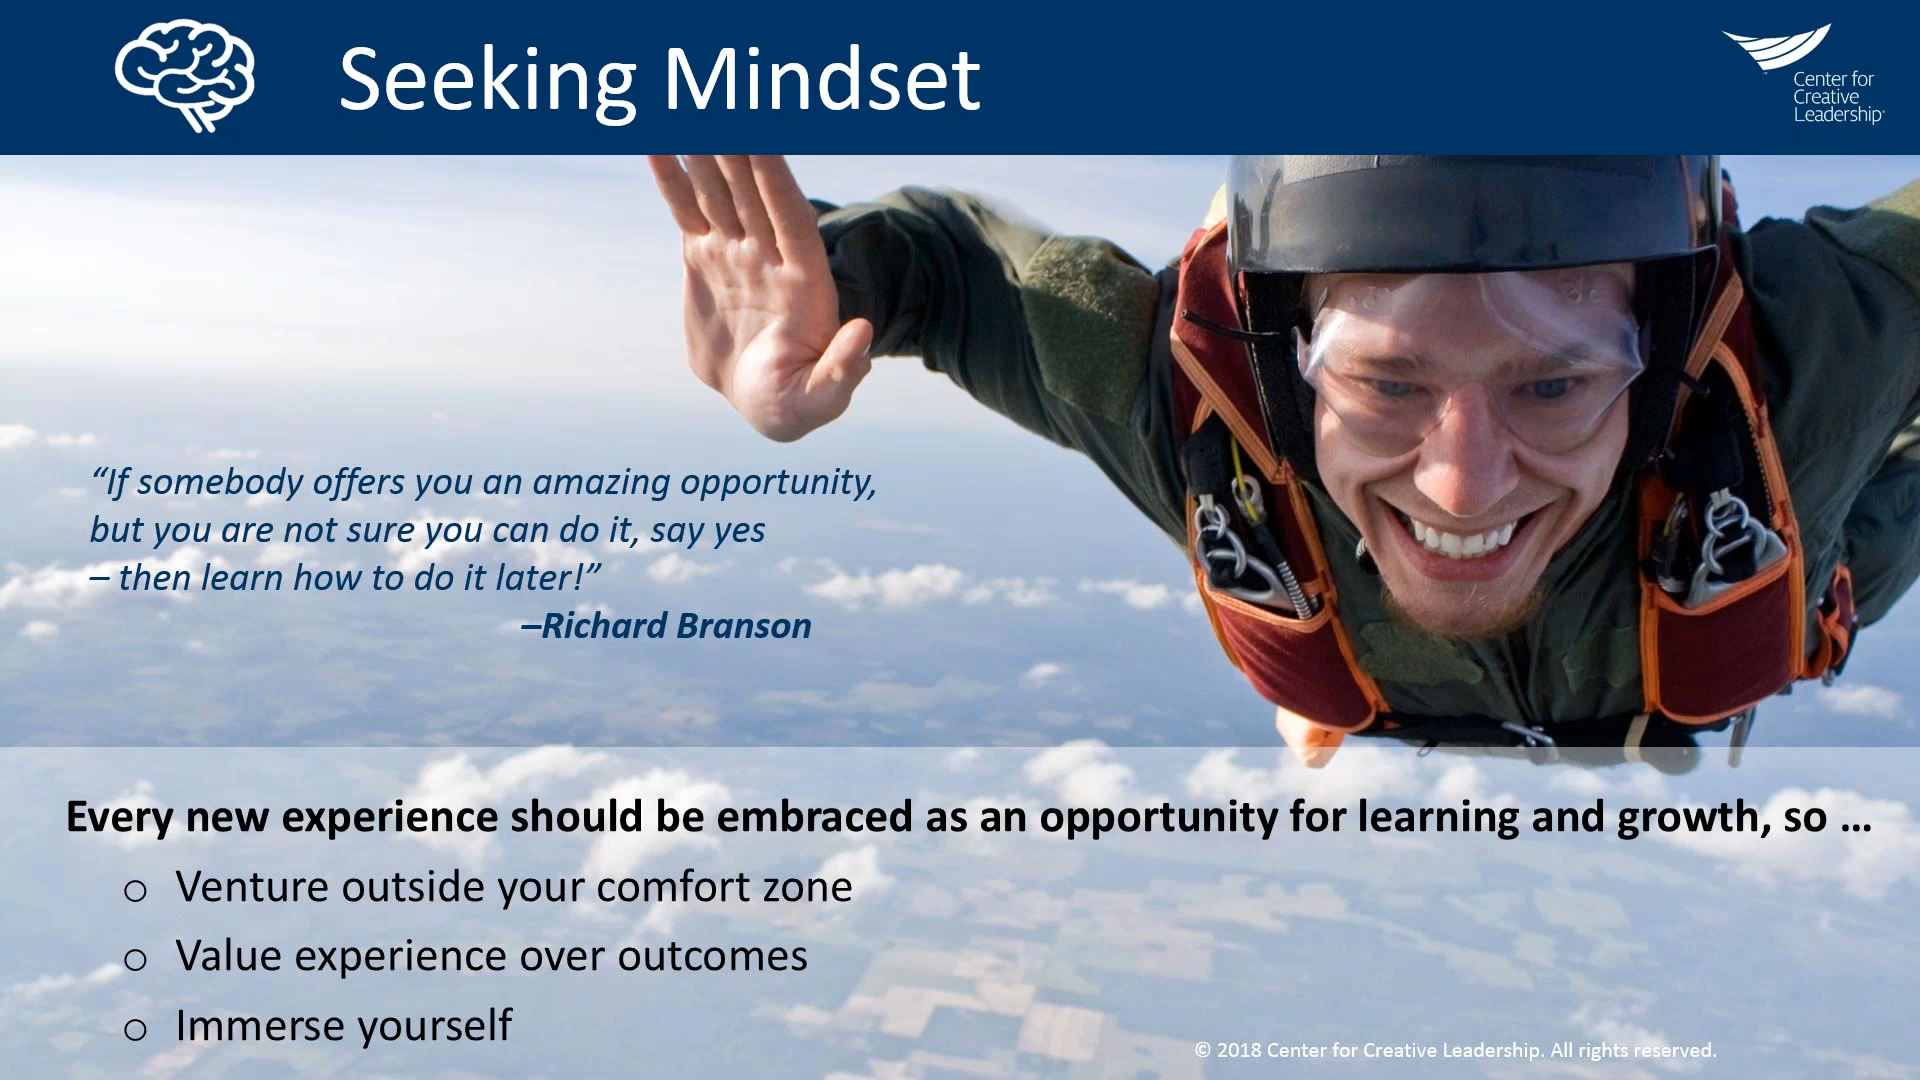 Seeking Mindset
Center for
Creative
Leadership
“If somebody offers you an amazing opportunity,
but you are not sure you can do it, say yes
– then learn how to do it later!”
–Richard Branson
Every new experience should be embraced as an opportunity for learning and growth, so ...
o Venture outside your comfort zone
o Value experience over outcomes
o Immerse yourself
© 2018 Center for Creative Leadership. All rights reserved.